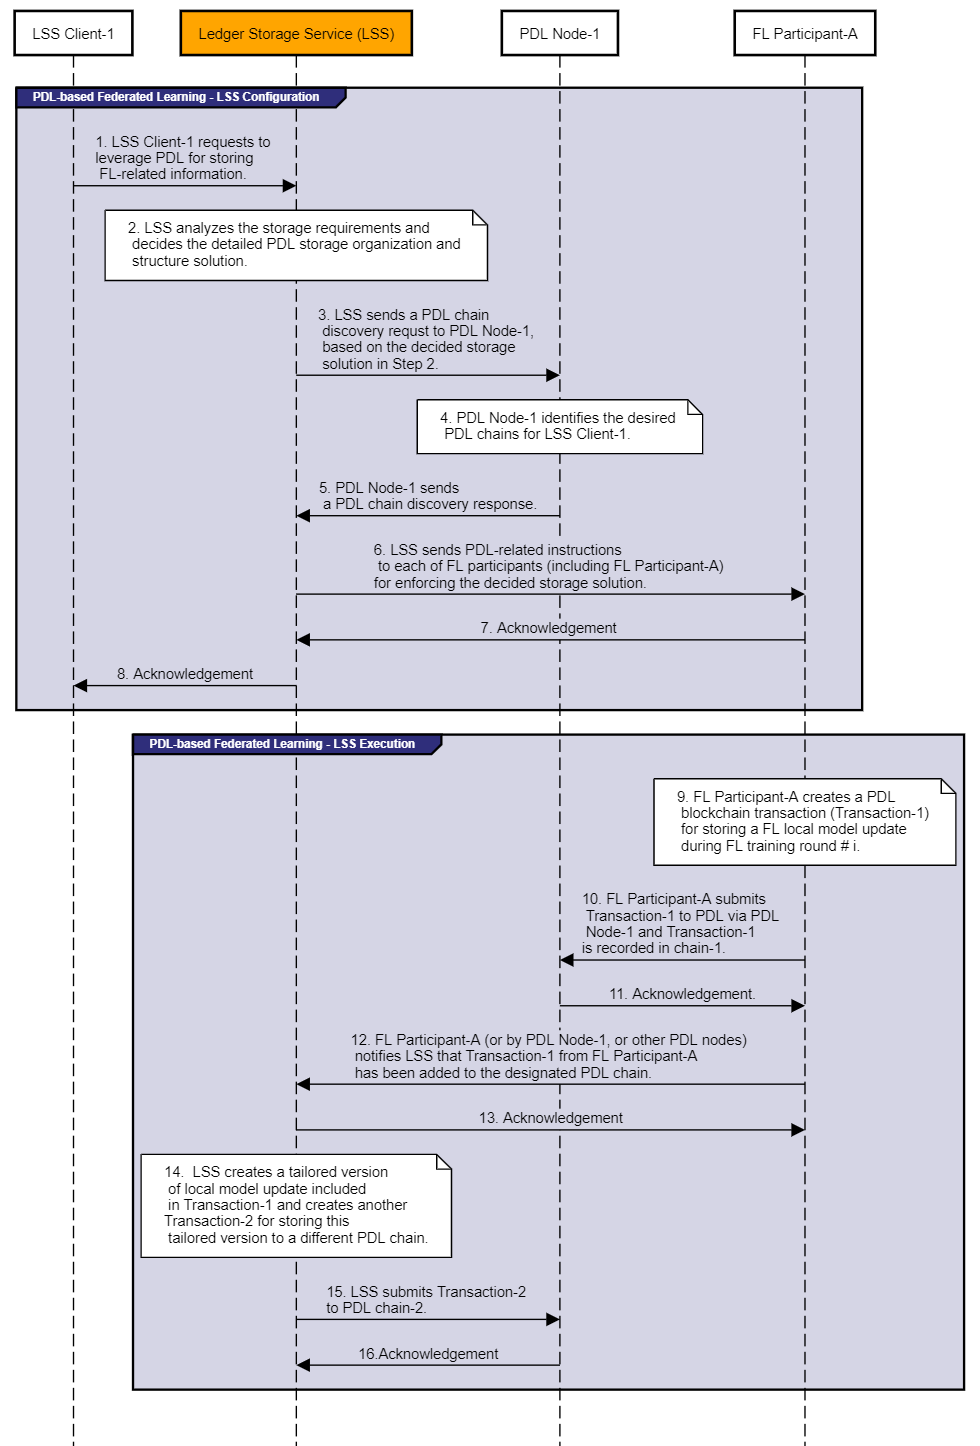 LSS Client-1
Ledger Storage Service (LSS)
PDL Node-1
FL Participant-A
PDL-based Federated Learning - LSS Configuration
1. LSS Client-1 requests to
leverage PDL for storing
FL-related information.
2. LSS analyzes the storage requirements and
decides the detailed PDL storage organization and
structure solution.
3. LSS sends a PDL chain
discovery requst to PDL Node-1,
based on the decided storage
solution in Step 2.
4. PDL Node-1 identifies the desired
PDL chains for LSS Client-1.
5. PDL Node-1 sends
a PDL chain discovery response.
6. LSS sends PDL-related instructions
to each of FL participants (including FL Participant-A)
for enforcing the decided storage solution.
7. Acknowledgement
8. Acknowledgement
PDL-based Federated Learning - LSS Execution
9. FL Participant-A creates a PDL
blockchain transaction (Transaction-1)
for storing a FL local model update
during FL training round # i.
10. FL Participant-A submits
Transaction-1 to PDL via PDL
Node-1 and Transaction-1
is recorded in chain-1.
11. Acknowledgement.
12. FL Participant-A (or by PDL Node-1, or other PDL nodes)
notifies LSS that Transaction-1 from FL Participant-A
has been added to the designated PDL chain.
13. Acknowledgement
14.  LSS creates a tailored version
of local model update included
in Transaction-1 and creates another
Transaction-2 for storing this
tailored version to a different PDL chain.
15. LSS submits Transaction-2
to PDL chain-2.
16.Acknowledgement